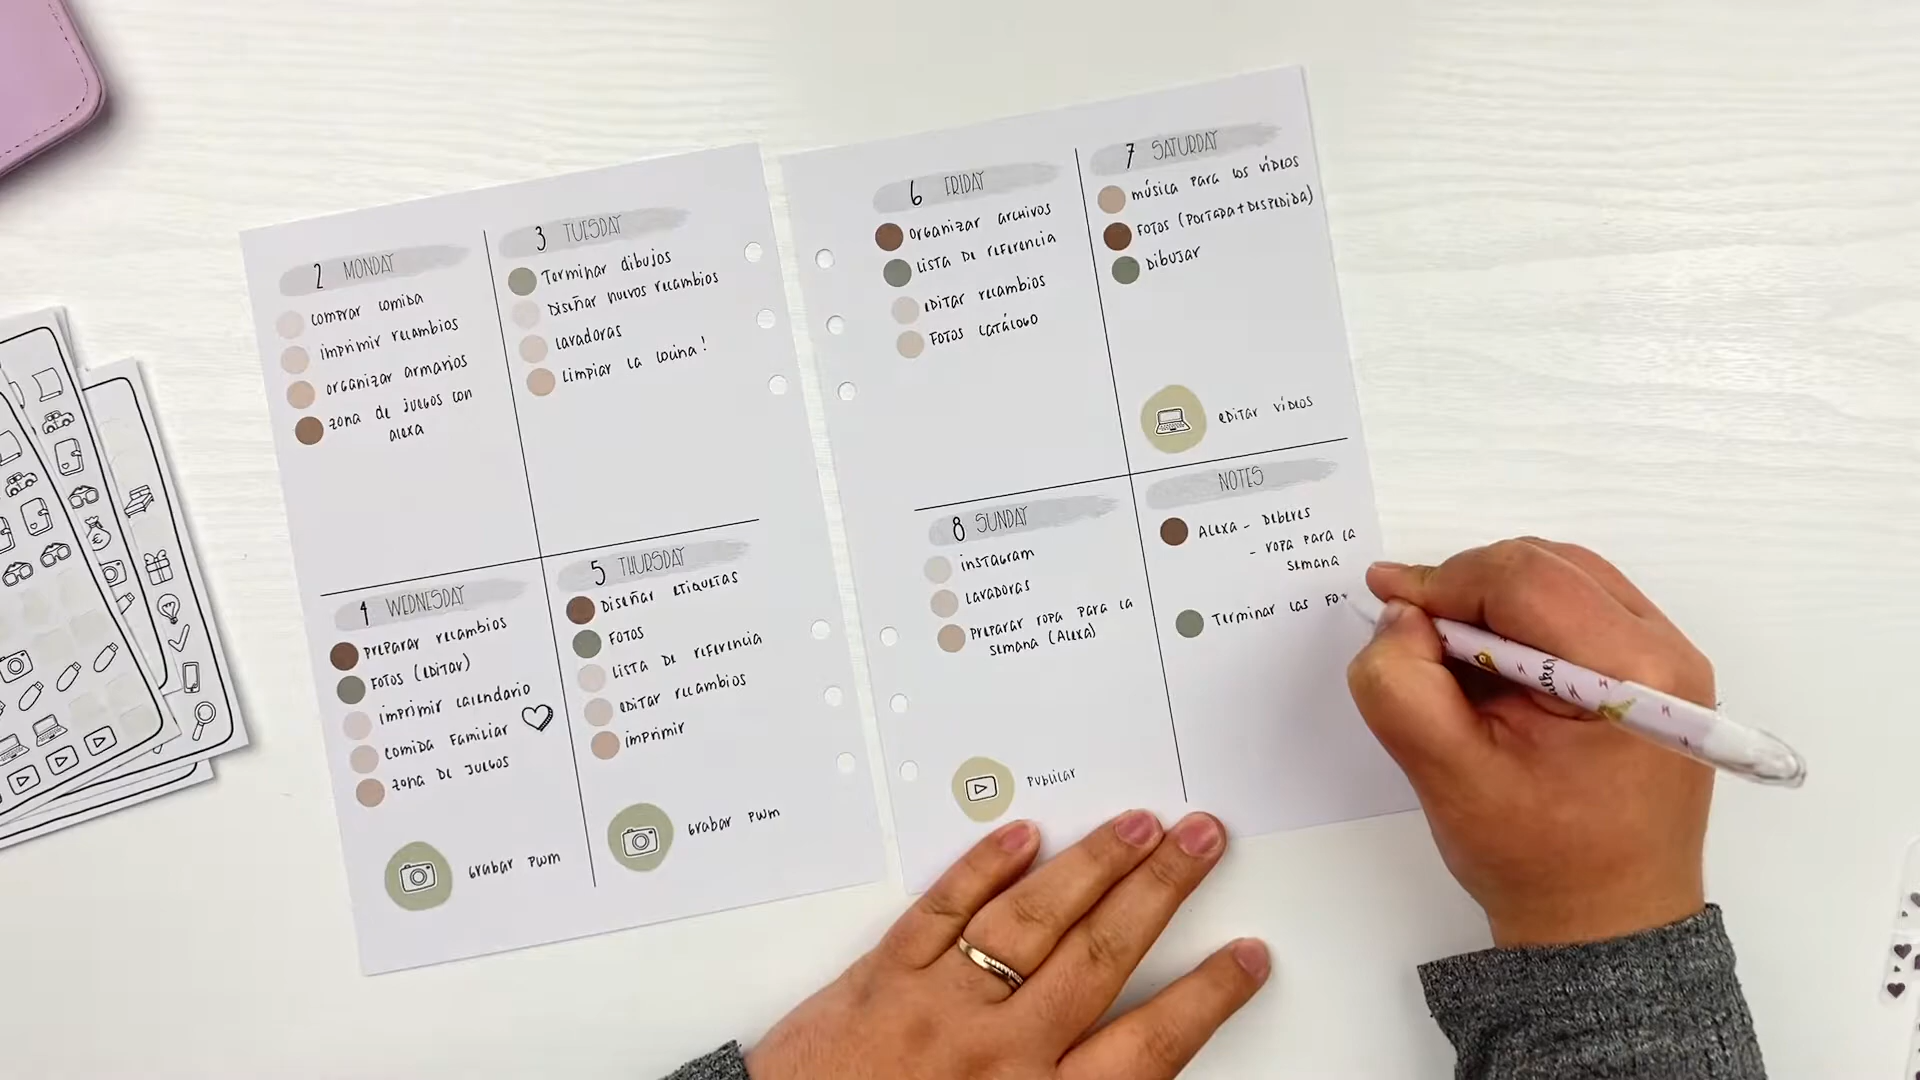 2 MONDAY
comprar comida
imprimir recambios
organizar armarios
zona de juegos con
alexa
3 TUESDAY
Terminar dibujos
Diseñar nuevos recambios
Lavadoras
Limpiar la cocina!
4 WEDNESDAY
Preparar recambios
FOTOS (EDITAR)
imprimir calendario
comida familiar
zona de juegos
Grabar PWM
5 THURSDAY
Diseñar etiquetas
FOTOS
LISTA DE REFERENCIA
editar recambios
imprimir
Grabar PWM
6 FRIDAY
Organizar archivos
LISTA DE REFERENCIA
EDITAR recambios
FOTOS CATÁLOGO
7 SATURDAY
música para los vídeos
FOTOS (PORTADA+DESPEDIDA)
Dibujar
EDITAR VÍDEOS
8 SUNDAY
instagram
Lavadoras
Preparar ropa para la
semana (Alexa)
PUBLICAR
NOTES
Alexa - DEBERES
- ropa para la
semana
Terminar las FO